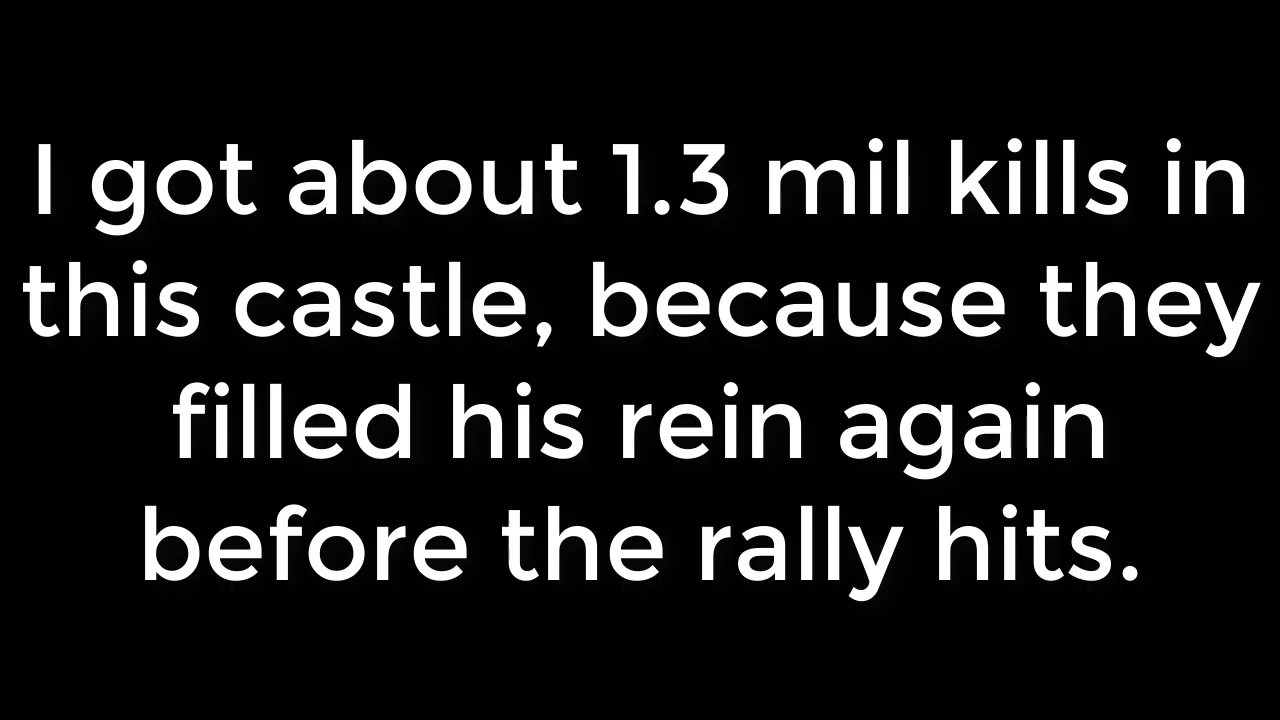 I got about 1.3 mil kills in
this castle, because they
filled his rein again
before the rally hits.